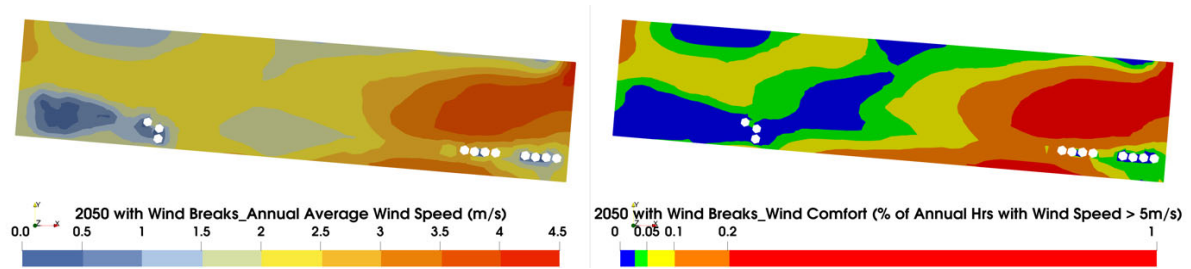 2050 with Wind Breaks_Annual Average Wind Speed (m/s)
0.0 0.5 1 1.5 2 2.5 3 3.5 4 4.5
Y
Z X
2050 with Wind Breaks_Wind Comfort (% of Annual Hrs with Wind Speed > 5m/s)
0 0.05 0.1 0.2 1
Y
Z X